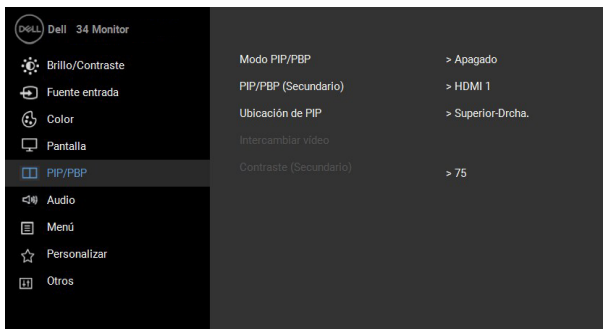 DELL Dell 34 Monitor
Brillo/Contraste
Fuente entrada
Color
Pantalla
PIP/PBP
Audio
Menú
Personalizar
Otros
Modo PIP/PBP > Apagado
PIP/PBP (Secundario) > HDMI 1
Ubicación de PIP > Superior-Drcha.
Intercambiar vídeo
Contraste (Secundario) > 75